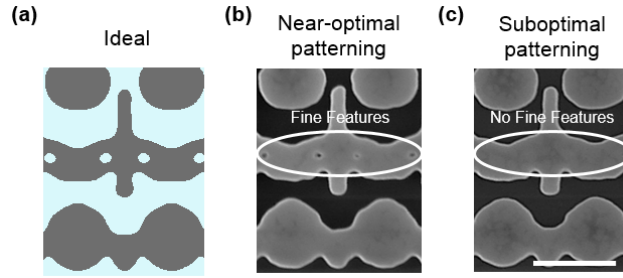 (a)
Ideal
(b)
Near-optimal
patterning
Fine Features
(c)
Suboptimal
patterning
No Fine Features